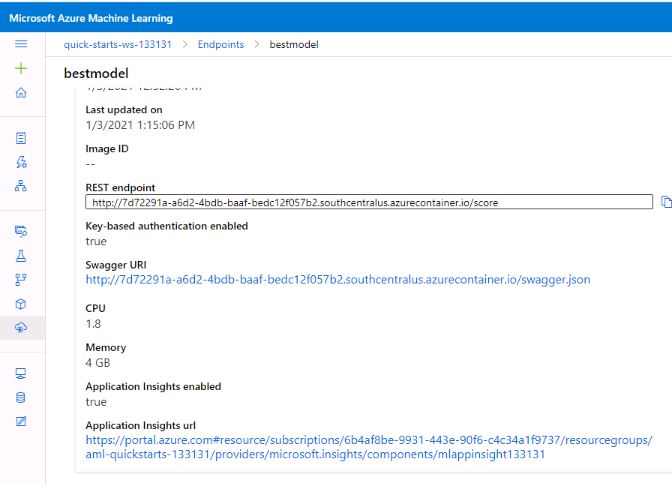 Microsoft Azure Machine Learning
quick-starts-ws-133131 > Endpoints > bestmodel
bestmodel
Last updated on
1/3/2021 1:15:06 PM
Image ID
--
REST endpoint
http://7d72291a-a6d2-4bdb-baaf-bedc12f057b2.southcentralus.azurecontainer.io/score
Key-based authentication enabled
true
Swagger URI
http://7d72291a-a6d2-4bdb-baaf-bedc12f057b2.southcentralus.azurecontainer.io/swagger.json
CPU
1.8
Memory
4 GB
Application Insights enabled
true
Application Insights url
https://portal.azure.com#resource/subscriptions/6b4af8be-9931-443e-90f6-c4c34a1f9737/resourcegroups/
aml-quickstarts-133131/providers/microsoft.insights/components/mlappinsight133131